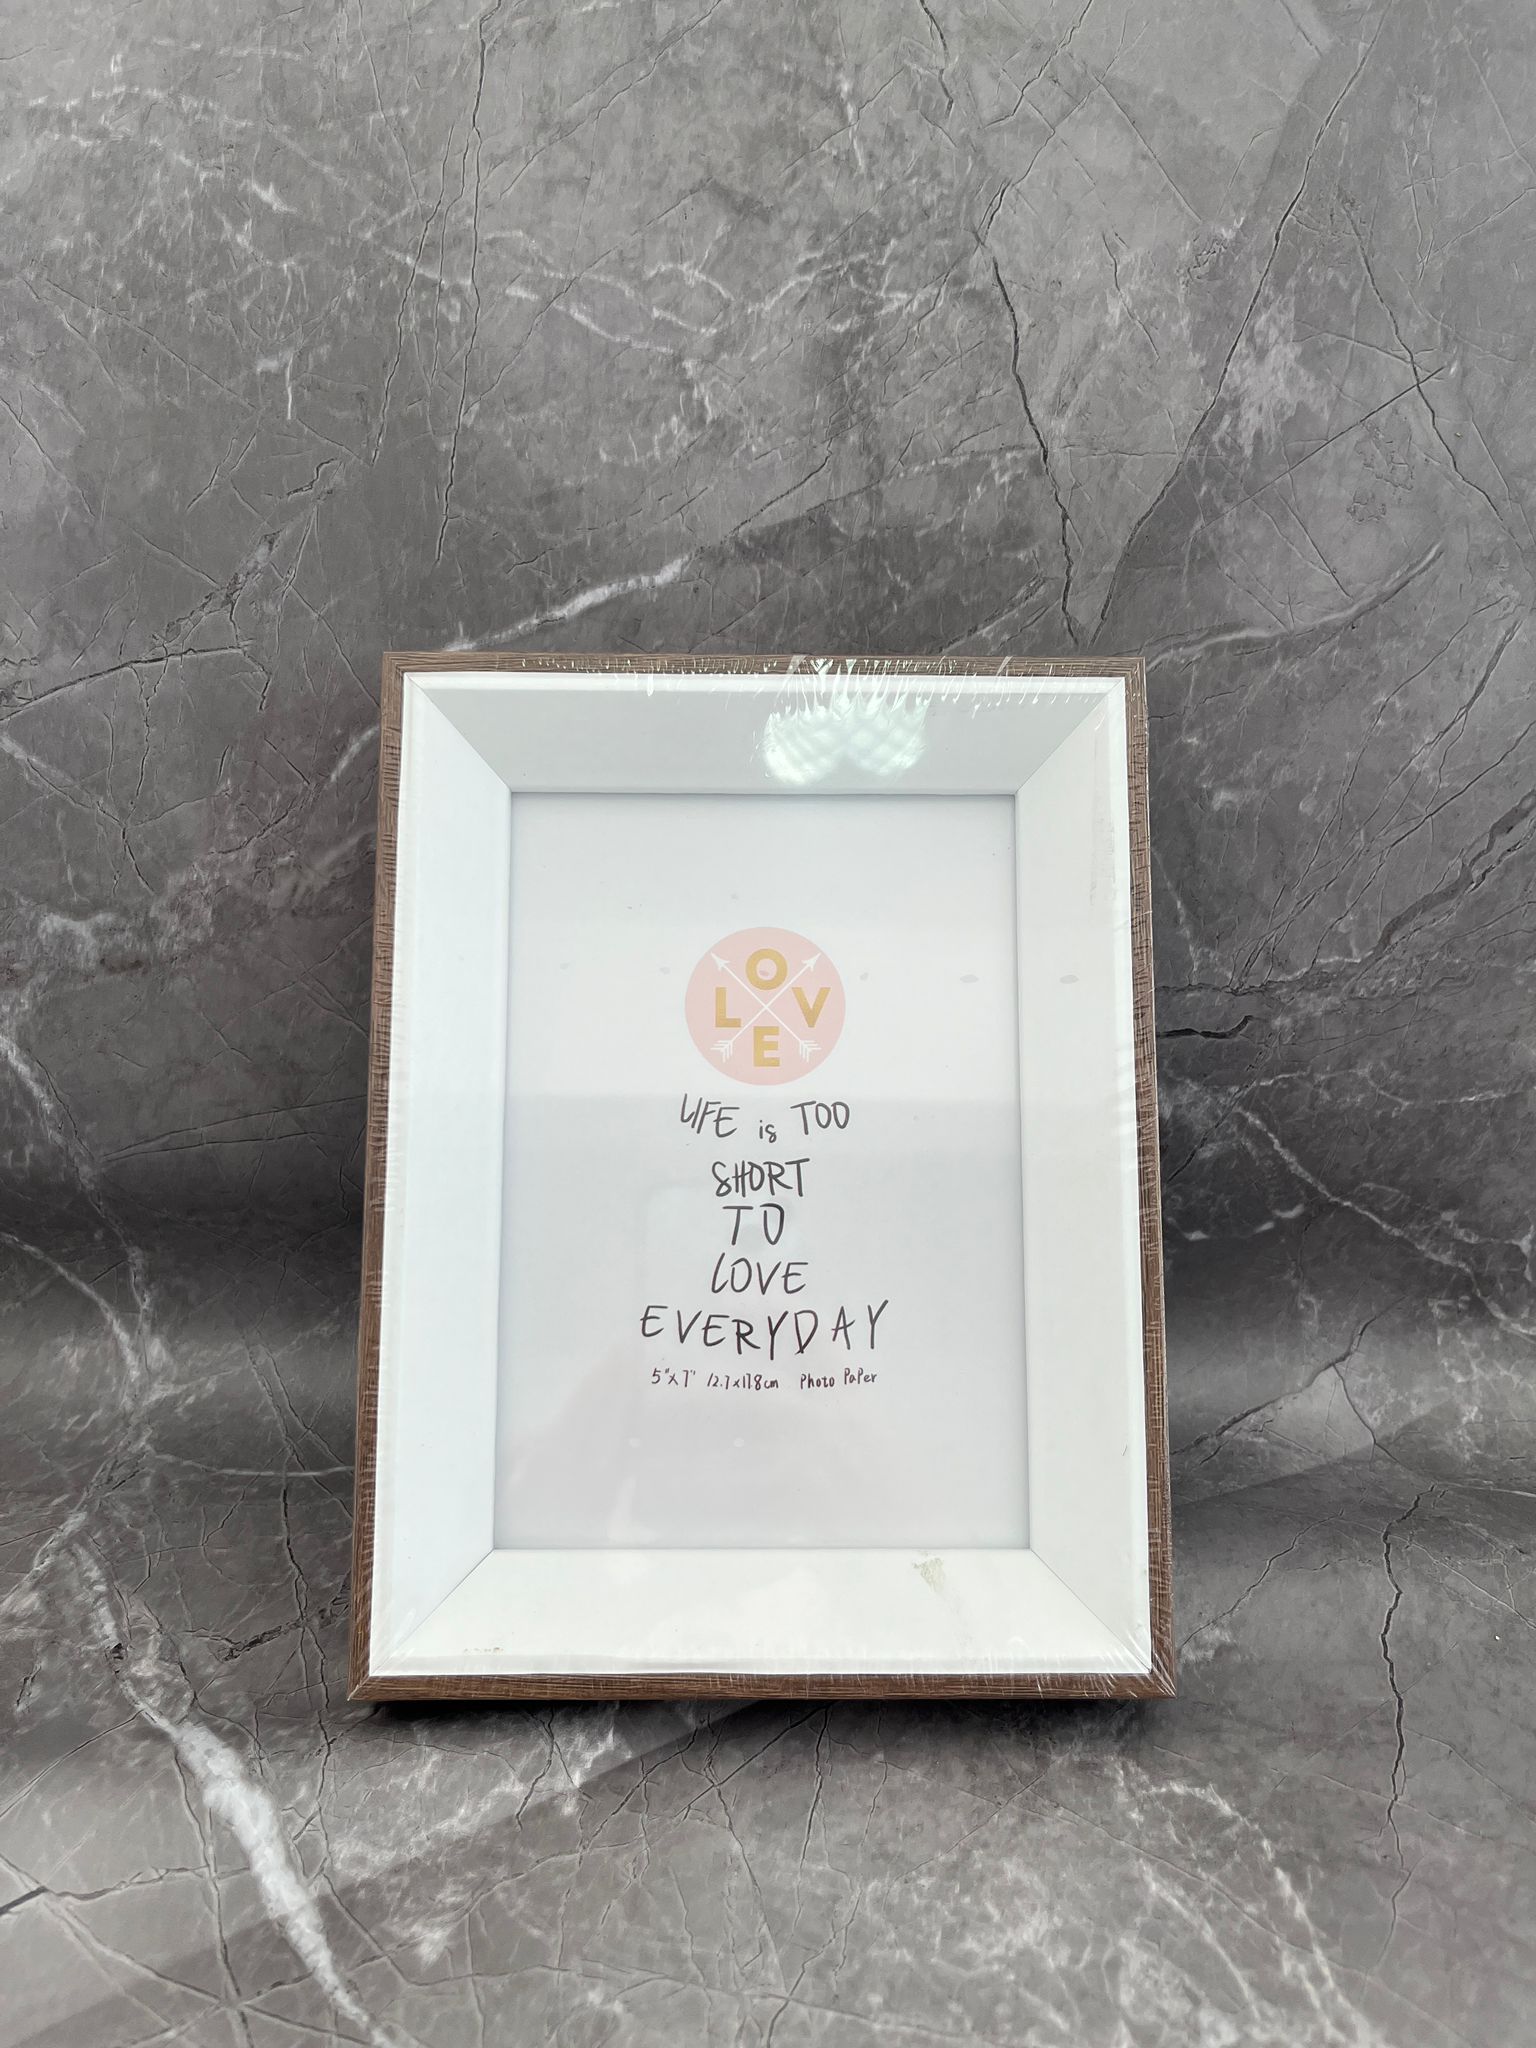 O
L V
E
LIFE is TOO
SHORT
TO
LOVE
EVERYDAY
5"x7" 12.7x17.8cm Photo PaPer